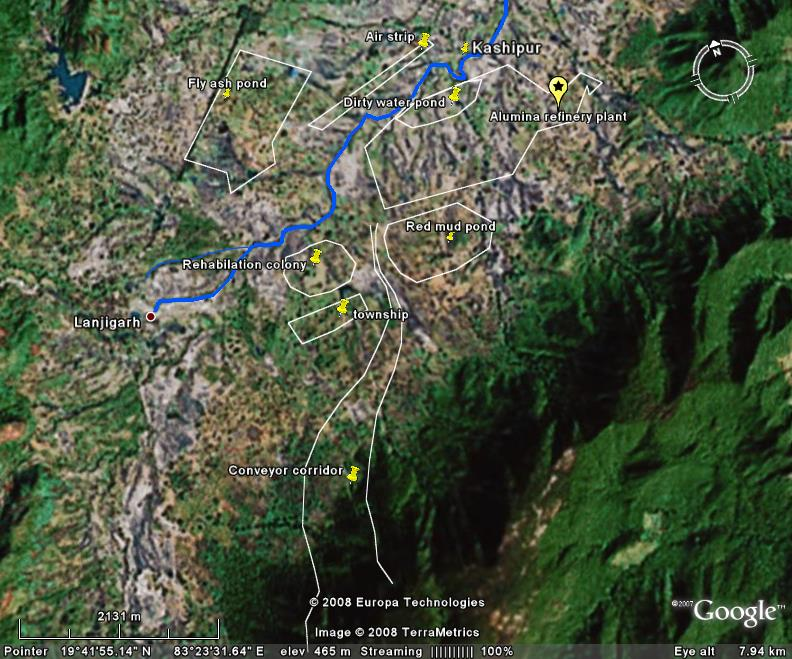 Air strip
Kashipur
N
Fly ash pond
Dirty water pond
Alumina refinery plant
Red mud pond
Rehabilation colony
Lanjigarh
township
Conveyor corridor
© 2008 Europa Technologies
©2007 Google™
2131 m
Image © 2008 TerraMetrics
Pointer 19°41'55.14" N 83°23'31.64" E elev 465 m Streaming |||||||||| 100% Eye alt 7.94 km